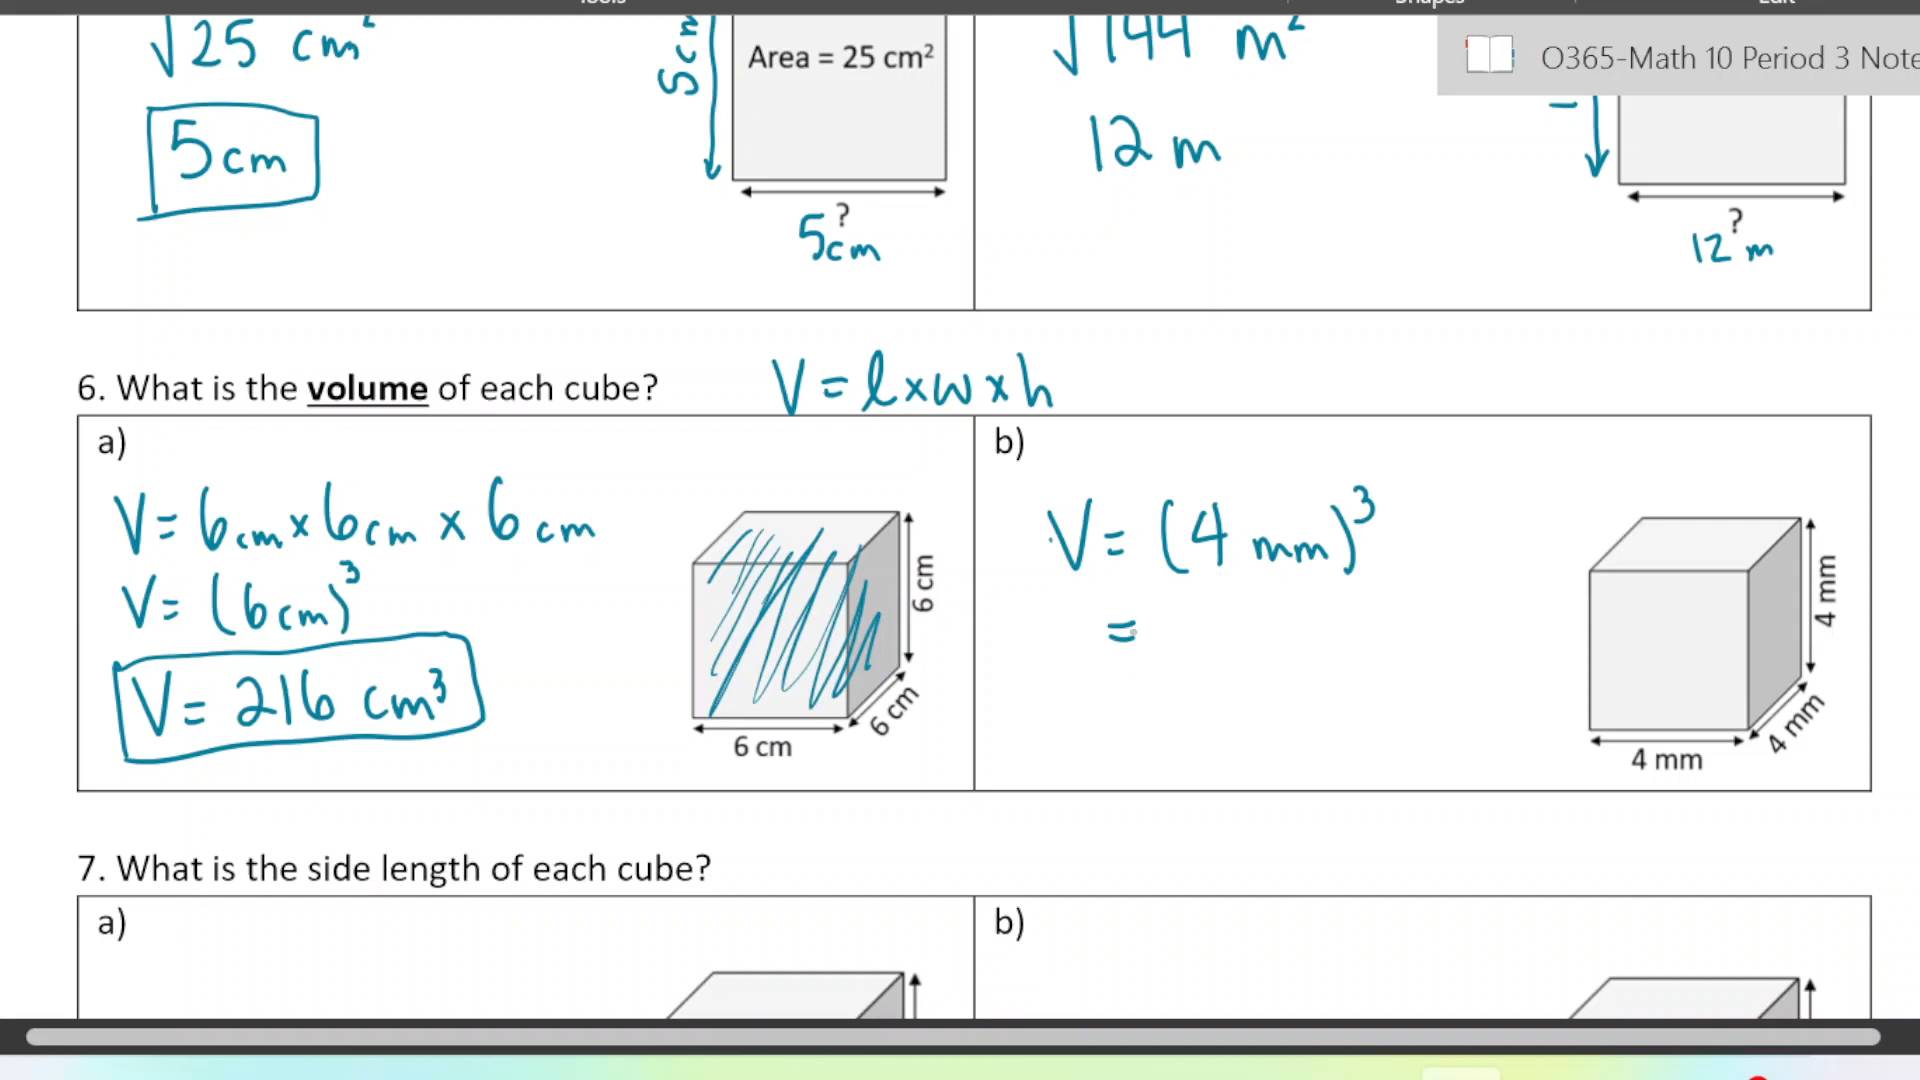 √25 cm²
5cm
5cm
Area = 25 cm²
?
5cm
√144 m²
12 m
O365-Math 10 Period 3 Note
?
12 m
6. What is the volume of each cube?
V = l x w x h
a)
V= 6cm x 6cm x 6cm
V= (6cm)³
V= 216 cm³
6 cm
6 cm
6 cm
b)
V= (4 mm)³
=
4 mm
4 mm
4 mm
7. What is the side length of each cube?
a)
b)